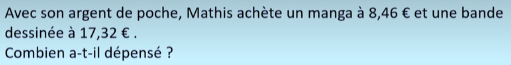 Avec son argent de poche, Mathis achète un manga à 8,46 € et une bande
dessinée à 17,32 € .
Combien a-t-il dépensé ?